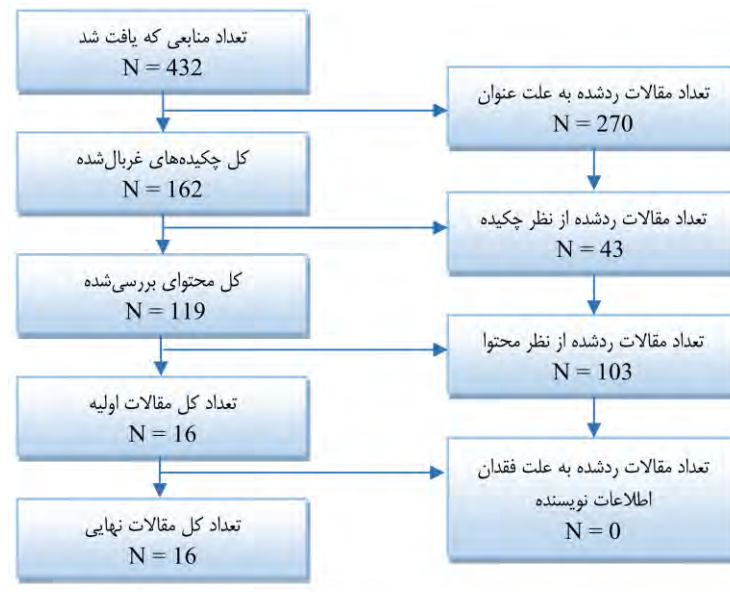 تعداد منابعی که یافت شد
N = 432
تعداد مقالات ردشده به علت عنوان
N = 270
کل چکیده‌های غربال‌شده
N = 162
تعداد مقالات ردشده از نظر چکیده
N = 43
کل محتوای بررسی‌شده
N = 119
تعداد مقالات ردشده از نظر محتوا
N = 103
تعداد کل مقالات اولیه
N = 16
تعداد مقالات ردشده به علت فقدان
اطلاعات نویسنده
N = 0
تعداد کل مقالات نهایی
N = 16